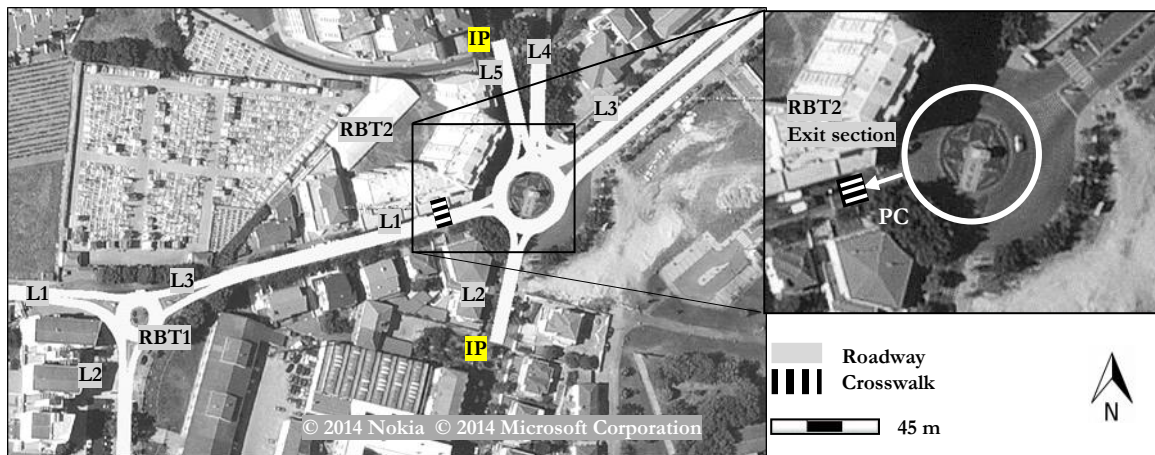 IP
L4
L5
L3
RBT2
L1
L3
L1
L2
RBT1
IP
L2
© 2014 Nokia © 2014 Microsoft Corporation
RBT2
Exit section
PC
Roadway
Crosswalk
45 m
N